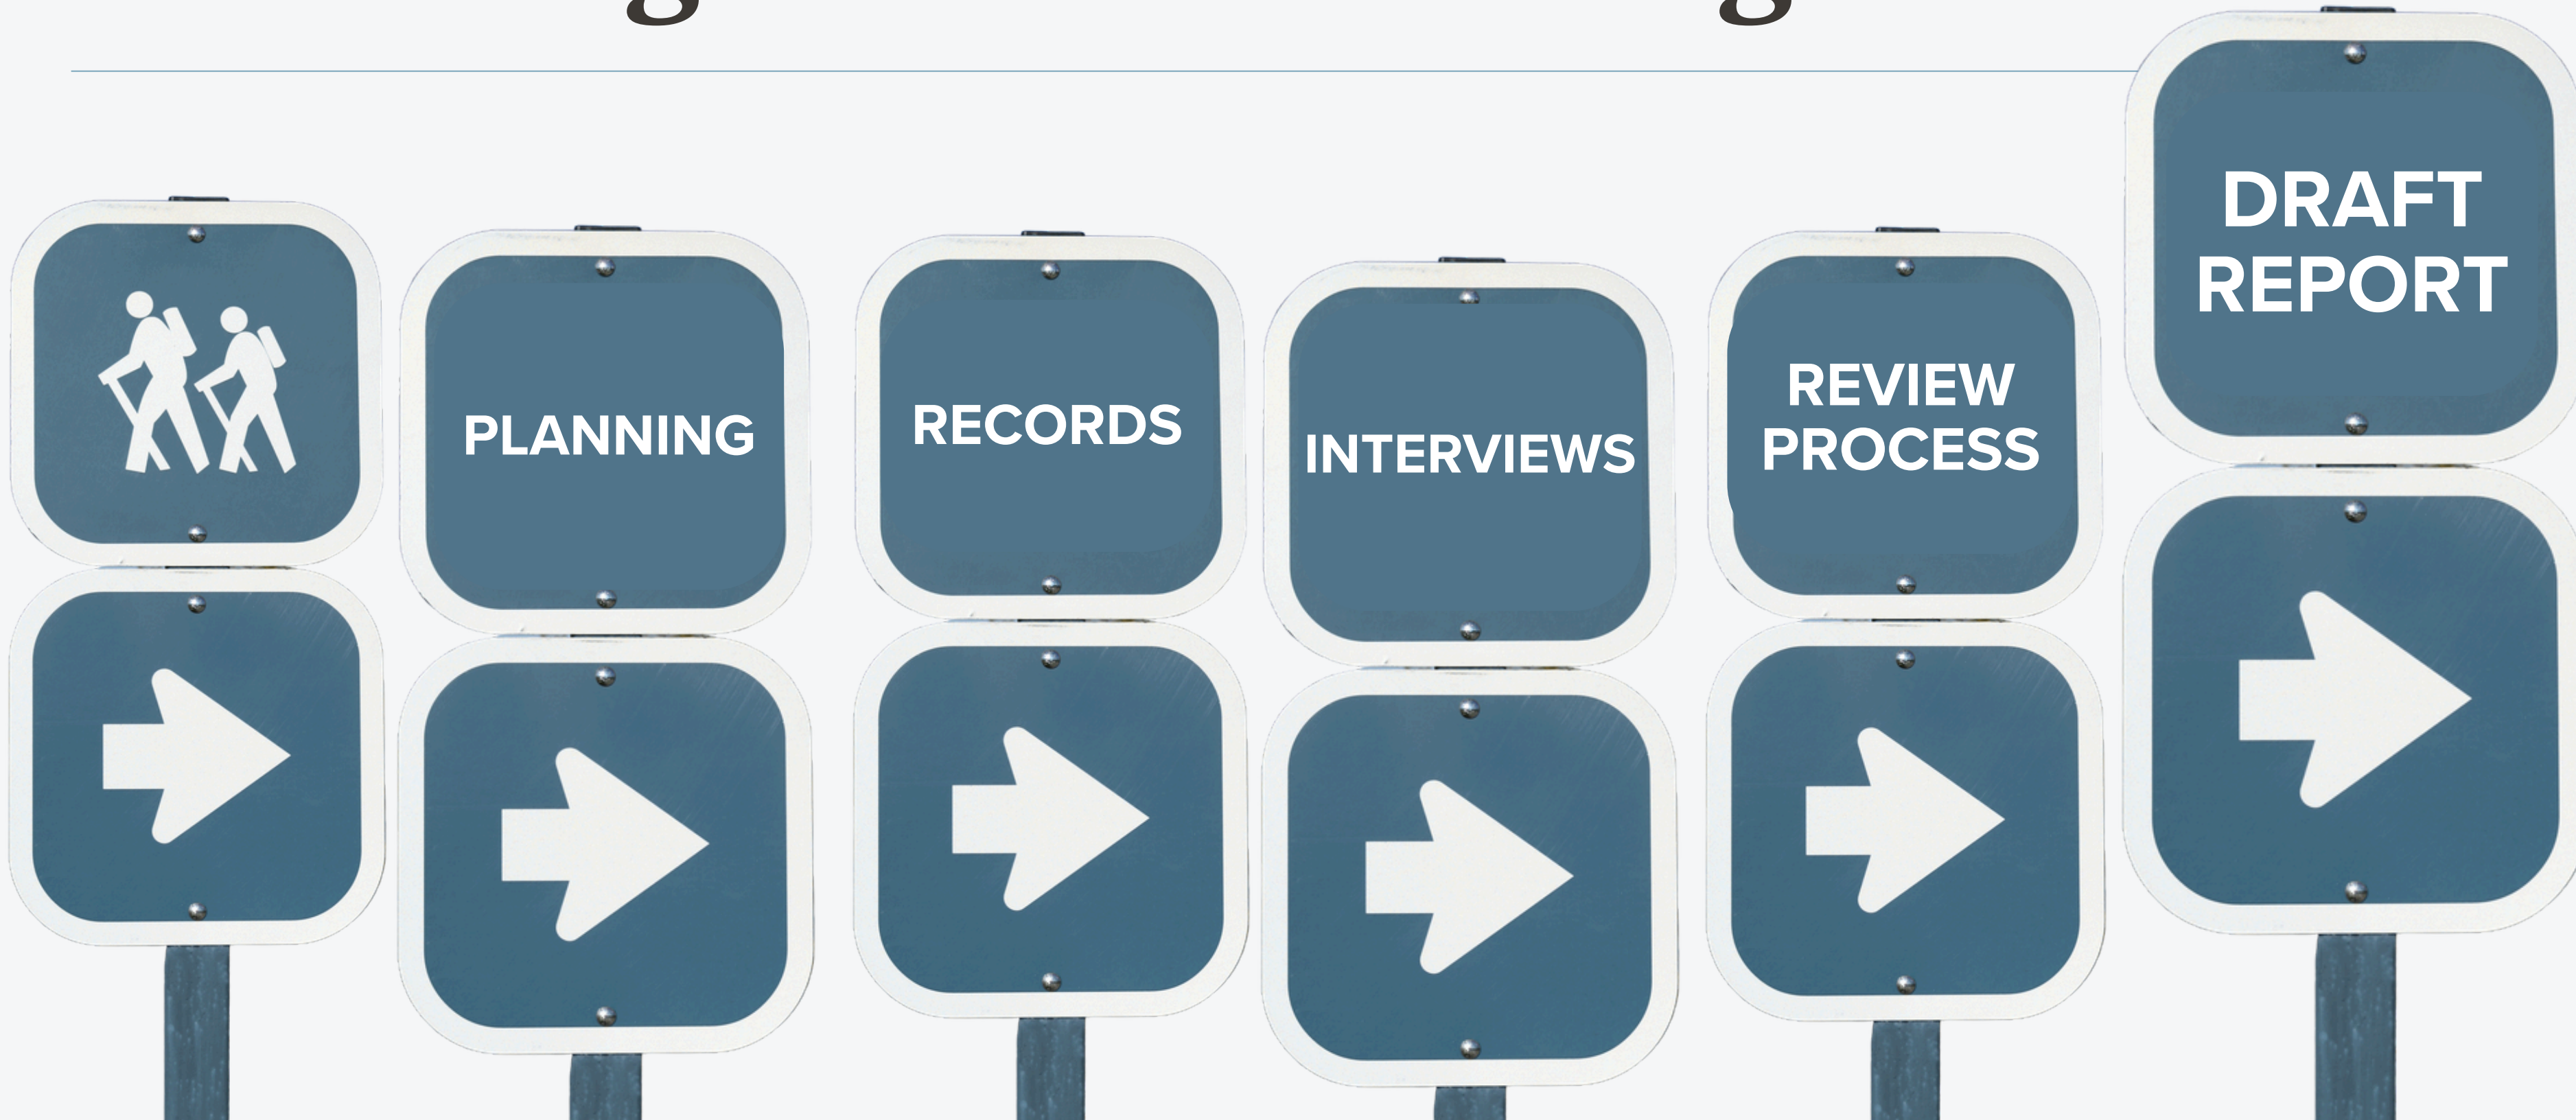 PLANNING
RECORDS
INTERVIEWS
REVIEW
PROCESS
DRAFT
REPORT